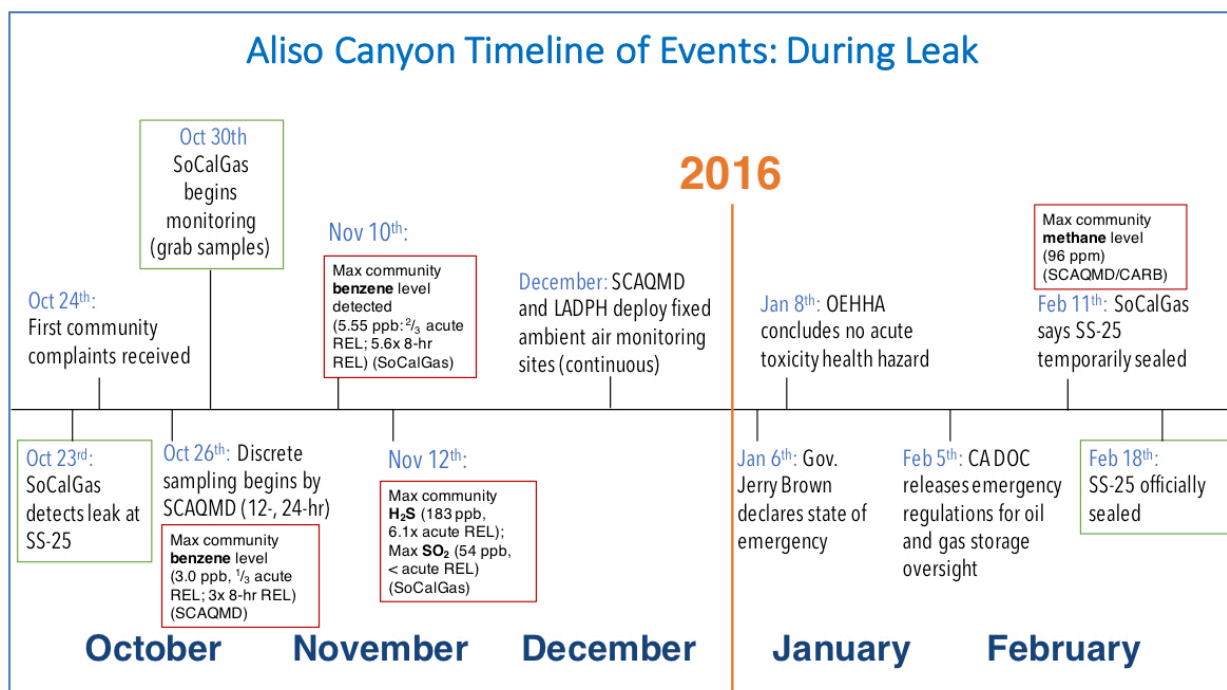 Aliso Canyon Timeline of Events: During Leak
Oct 30th
SoCalGas
begins
monitoring
(grab samples)
2016
Oct 24th:
First community
complaints received
Nov 10th:
Max community
benzene level
detected
(5.55 ppb: 2/3 acute
REL; 5.6x 8-hr
REL) (SoCalGas)
December: SCAQMD
and LADPH deploy fixed
ambient air monitoring
sites (continuous)
Jan 8th: OEHHA
concludes no acute
toxicity health hazard
Max community
methane level
(96 ppm)
(SCAQMD/CARB)
Feb 11th: SoCalGas
says SS-25
temporarily sealed
Oct 23rd:
SoCalGas
detects leak at
SS-25
Oct 26th: Discrete
sampling begins by
SCAQMD (12-, 24-hr)
Max community
benzene level
(3.0 ppb, 1/3 acute
REL; 3x 8-hr REL)
(SCAQMD)
Nov 12th:
Max community
H₂S (183 ppb,
6.1x acute REL);
Max SO₂ (54 ppb,
< acute REL)
(SoCalGas)
Jan 6th: Gov.
Jerry Brown
declares state of
emergency
Feb 5th: CA DOC
releases emergency
regulations for oil
and gas storage
oversight
Feb 18th:
SS-25 officially
sealed
October
November
December
January
February